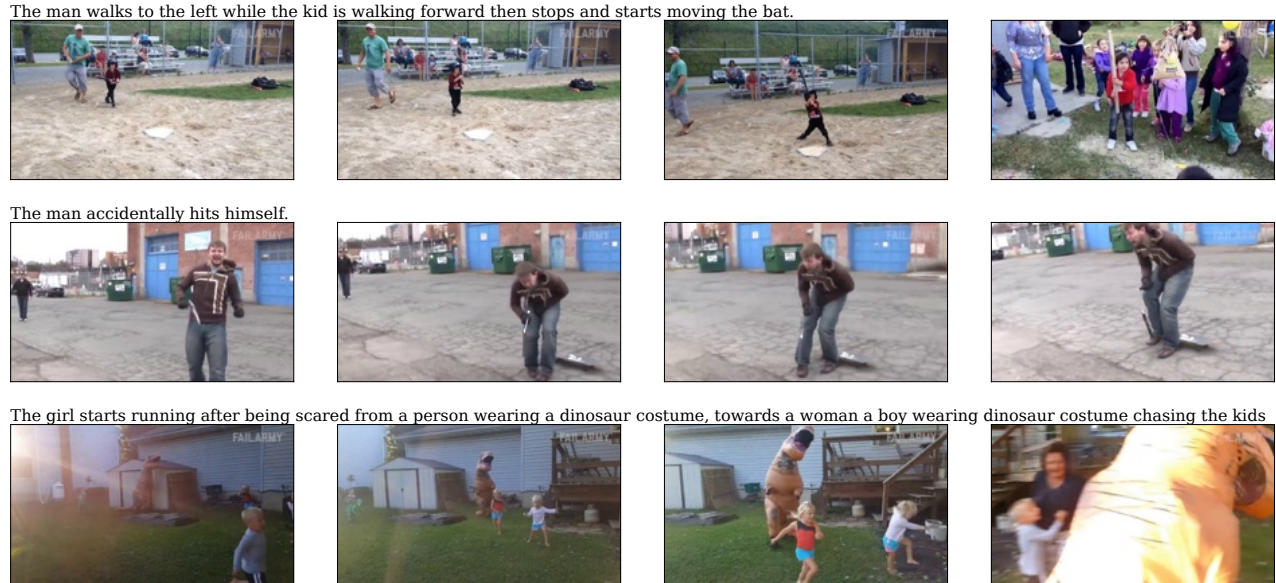 The man walks to the left while the kid is walking forward then stops and starts moving the bat.
FAILARMY
FAILARMY
FAILARMY
FAILARMY
The man accidentally hits himself.
FAILARMY
FAILARMY
FAILARMY
FAILARMY
The girl starts running after being scared from a person wearing a dinosaur costume, towards a woman a boy wearing dinosaur costume chasing the kids
FAILARMY
FAILARMY
FAILARMY
FAILARMY